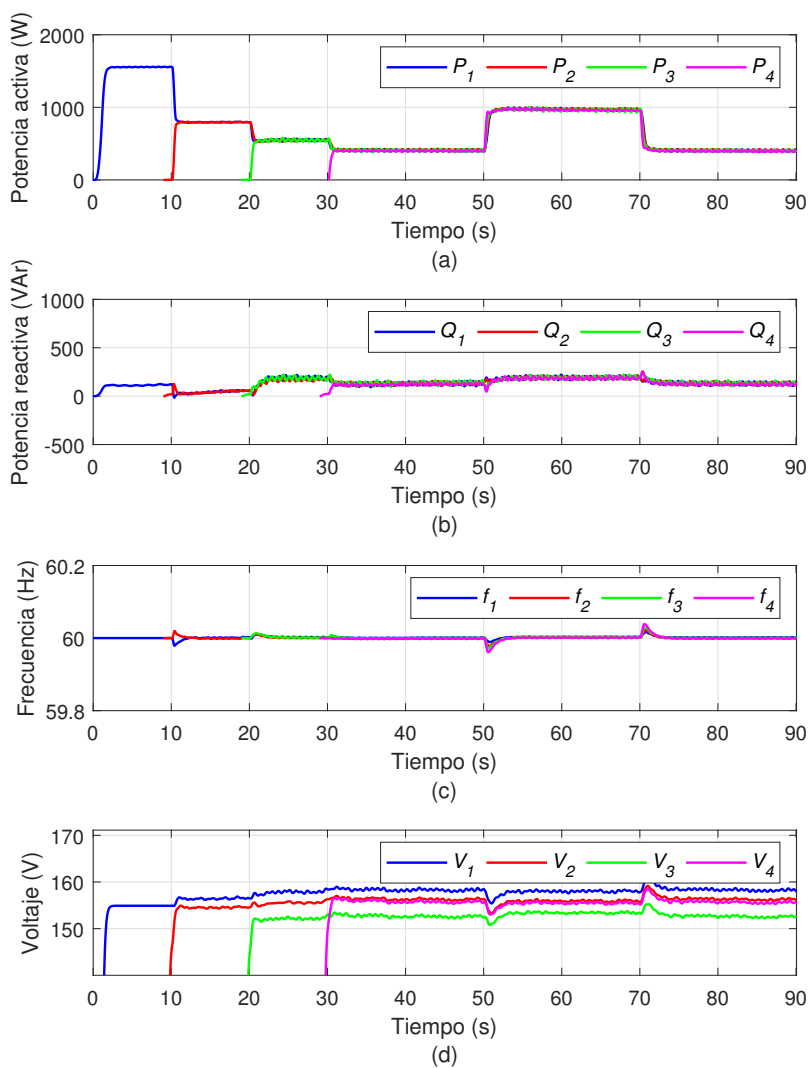 2000
1000
0
Potencia activa (W)
P1 P2 P3 P4
0 10 20 30 40 50 60 70 80 90
Tiempo (s)
(a)
1000
500
0
-500
Potencia reactiva (VAr)
Q1 Q2 Q3 Q4
0 10 20 30 40 50 60 70 80 90
Tiempo (s)
(b)
60.2
60
59.8
Frecuencia (Hz)
f1 f2 f3 f4
0 10 20 30 40 50 60 70 80 90
Tiempo (s)
(c)
170
160
150
Voltaje (V)
V1 V2 V3 V4
0 10 20 30 40 50 60 70 80 90
Tiempo (s)
(d)